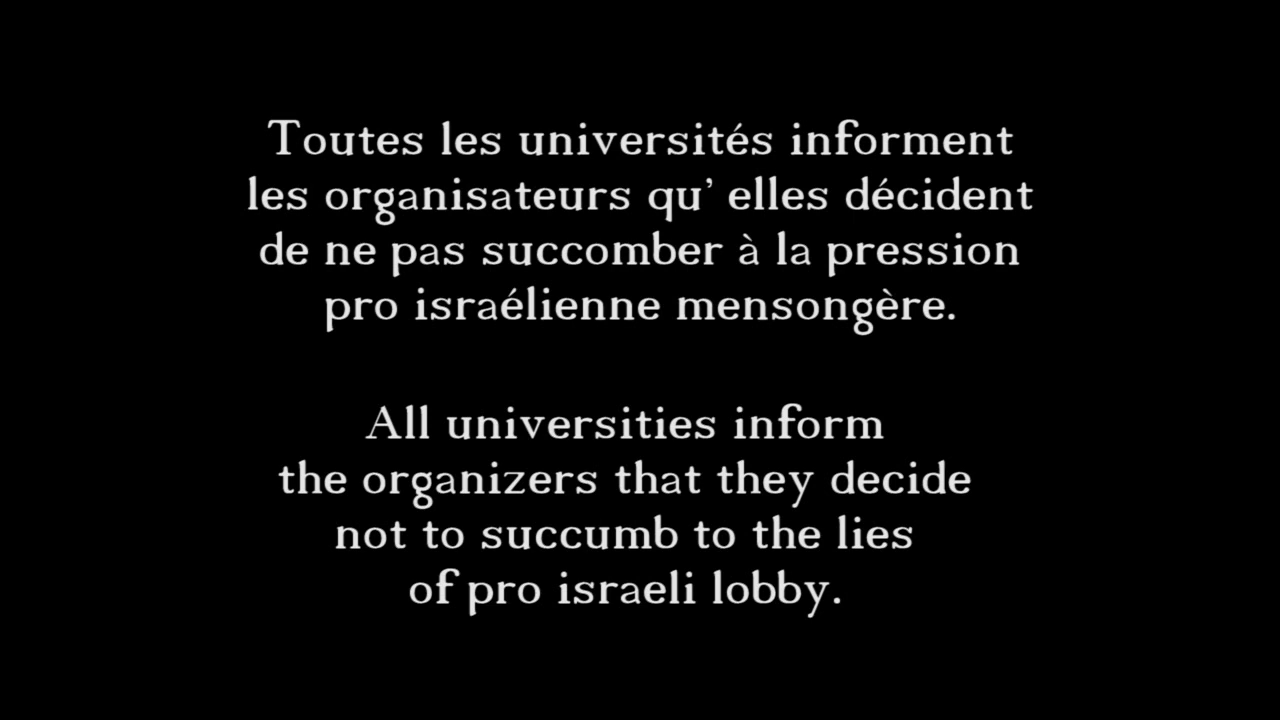 Toutes les universités informent
les organisateurs qu’ elles décident
de ne pas succomber à la pression
pro israélienne mensongère.
All universities inform
the organizers that they decide
not to succumb to the lies
of pro israeli lobby.